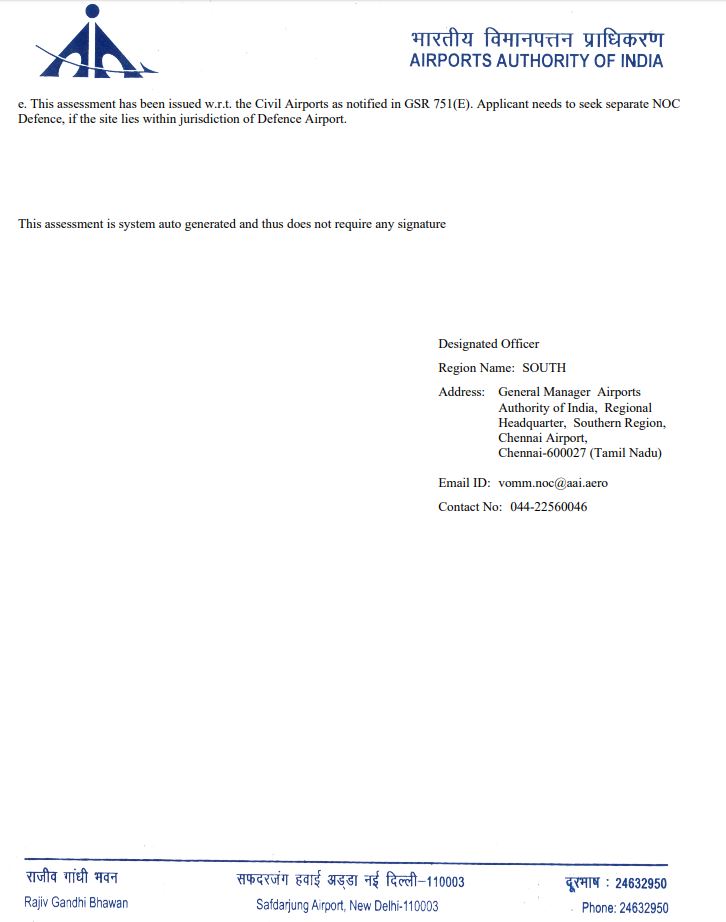 भारतीय विमानपत्तन प्राधिकरण
AIRPORTS AUTHORITY OF INDIA
e. This assessment has been issued w.r.t. the Civil Airports as notified in GSR 751(E). Applicant needs to seek separate NOC
Defence, if the site lies within jurisdiction of Defence Airport.
This assessment is system auto generated and thus does not require any signature
Designated Officer
Region Name: SOUTH
Address: General Manager Airports
Authority of India, Regional
Headquarter, Southern Region,
Chennai Airport,
Chennai-600027 (Tamil Nadu)
Email ID: vomm.noc@aai.aero
Contact No: 044-22560046
राजीव गांधी भवन
Rajiv Gandhi Bhawan
सफदरजंग हवाई अड्डा नई दिल्ली-110003
Safdarjung Airport, New Delhi-110003
दूरभाष : 24632950
Phone: 24632950